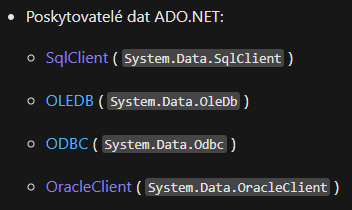 Poskytovatelé dat ADO.NET:
SqlClient ( System.Data.SqlClient )
OLEDB ( System.Data.OleDb )
ODBC ( System.Data.Odbc )
OracleClient ( System.Data.OracleClient )